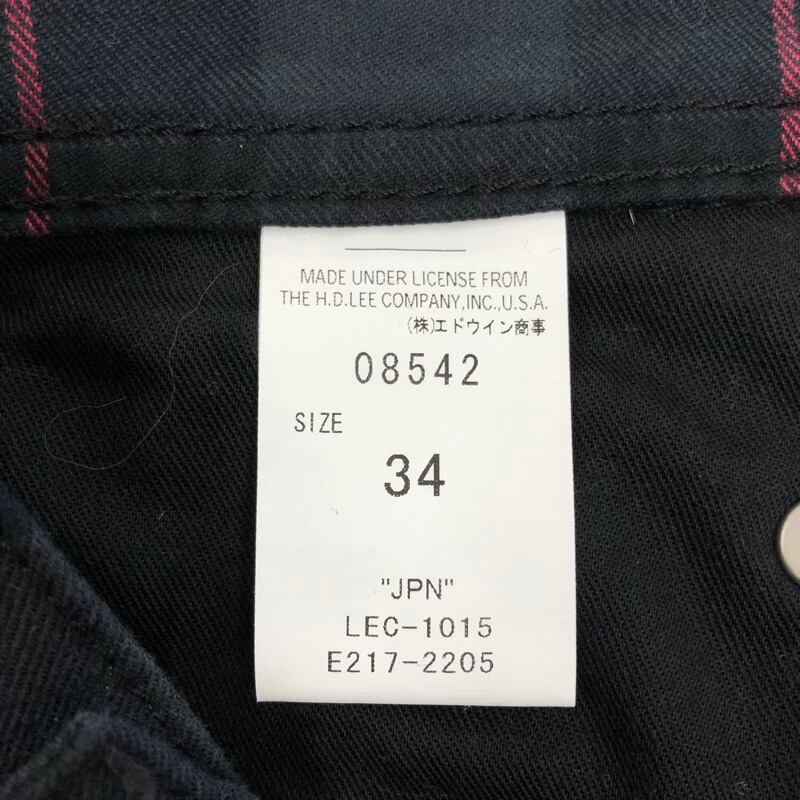 MADE UNDER LICENSE FROM
THE H.D.LEE COMPANY,INC.,U.S.A.
(株)エドウイン商事
08542
SIZE
34
"JPN"
LEC-1015
E217-2205